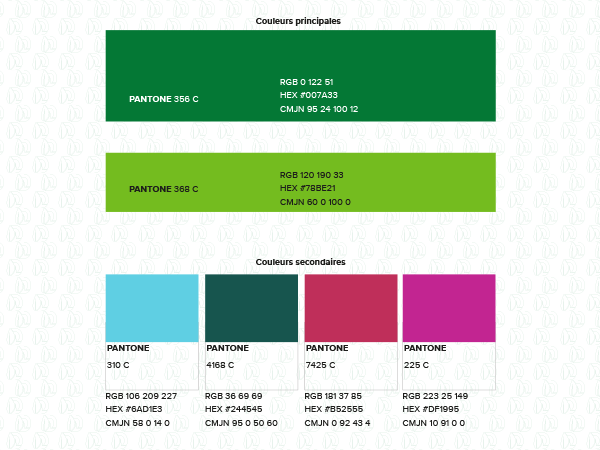 Couleurs principales
RGB 0 122 51
PANTONE 356 C
HEX #007A33
CMJN 95 24 100 12
RGB 120 190 33
PANTONE 368 C
HEX #78BE21
CMJN 60 0 100 0
Couleurs secondaires
PANTONE
310 C
RGB 106 209 227
HEX #6AD1E3
CMJN 58 0 14 0
PANTONE
4168 C
RGB 36 69 69
HEX #244545
CMJN 95 0 50 60
PANTONE
7425 C
RGB 181 37 85
HEX #B52555
CMJN 0 92 43 4
PANTONE
225 C
RGB 223 25 149
HEX #DF1995
CMJN 10 91 0 0